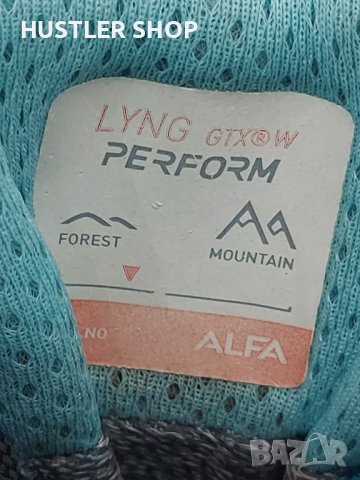 HUSTLER SHOP
LYNG GTX®W
PERFORM
FOREST
MOUNTAIN
NO
ALFA
BAZAR